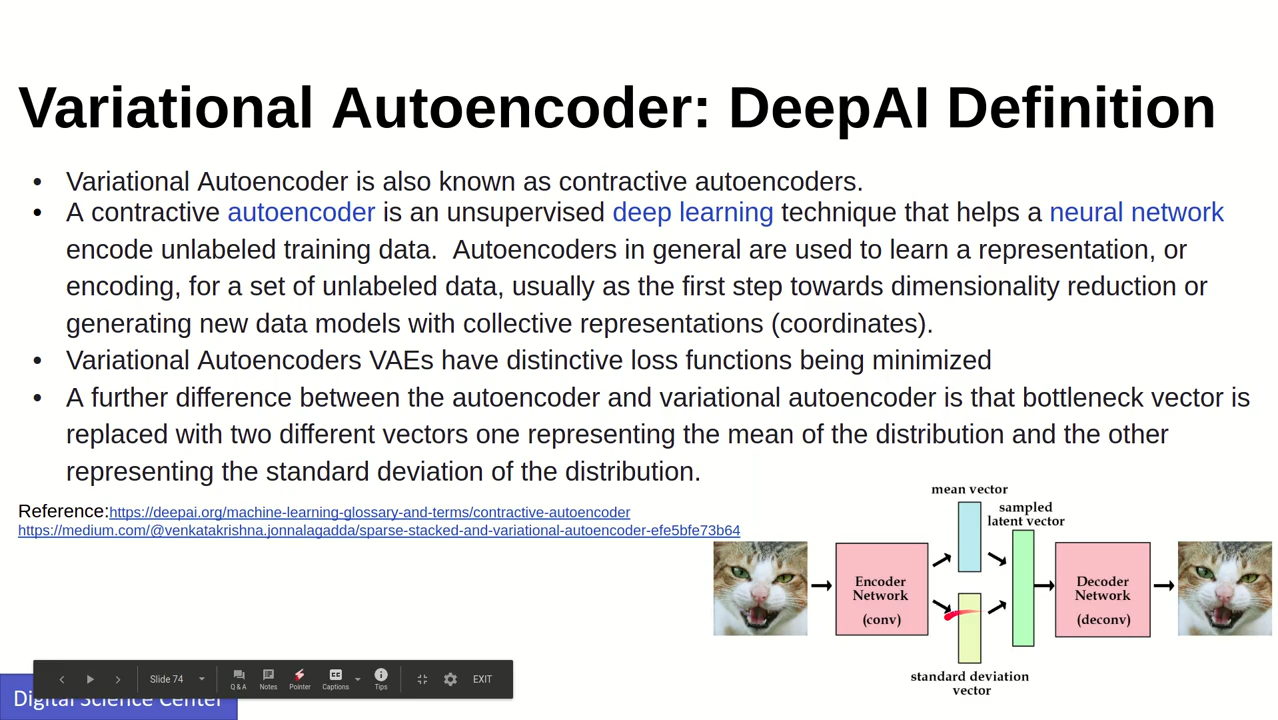 Variational Autoencoder: DeepAI Definition
• Variational Autoencoder is also known as contractive autoencoders.
• A contractive autoencoder is an unsupervised deep learning technique that helps a neural network
encode unlabeled training data.  Autoencoders in general are used to learn a representation, or
encoding, for a set of unlabeled data, usually as the first step towards dimensionality reduction or
generating new data models with collective representations (coordinates).
• Variational Autoencoders VAEs have distinctive loss functions being minimized
• A further difference between the autoencoder and variational autoencoder is that bottleneck vector is
replaced with two different vectors one representing the mean of the distribution and the other
representing the standard deviation of the distribution.
Reference:https://deepai.org/machine-learning-glossary-and-terms/contractive-autoencoder
https://medium.com/@venkatakrishna.jonnalagadda/sparse-stacked-and-variational-autoencoder-efe5bfe73b64
mean vector
sampled
latent vector
Encoder
Network
(conv)
Decoder
Network
(deconv)
standard deviation
vector
Slide 74
Q & A
Notes
Pointer
Captions
Tips
EXIT
Digital Science Center